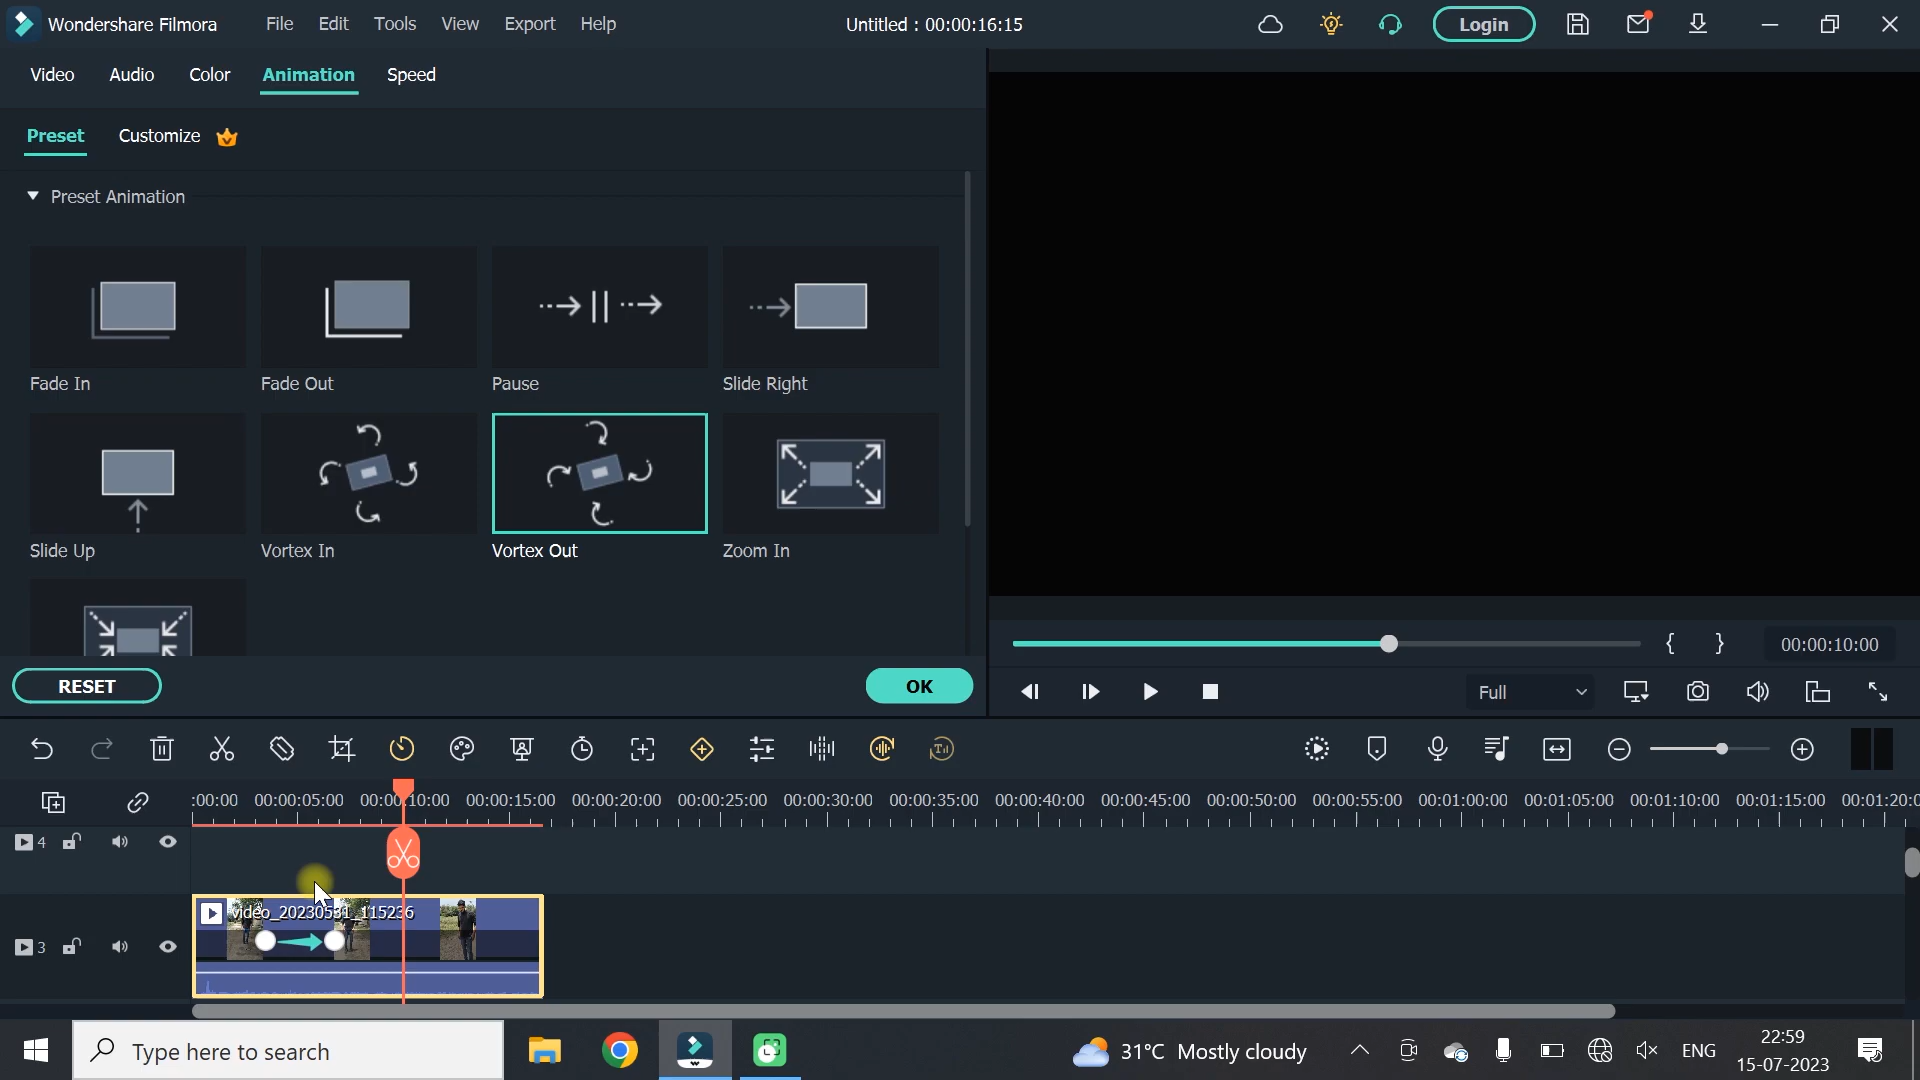 Wondershare Filmora File Edit Tools View Export Help Untitled : 00:00:16:15 Login
Video Audio Color Animation Speed
Preset Customize
Preset Animation
Fade In Fade Out Pause Slide Right
Slide Up Vortex In Vortex Out Zoom In
00:00:10:00
RESET OK
Full
:00:00 00:00:05:00 00:00:10:00 00:00:15:00 00:00:20:00 00:00:25:00 00:00:30:00 00:00:35:00 00:00:40:00 00:00:45:00 00:00:50:00 00:00:55:00 00:01:00:00 00:01:05:00 00:01:10:00 00:01:15:00 00:01:20:0
4
video_20230531_115236
3
Type here to search
31°C Mostly cloudy
ENG
22:59
15-07-2023